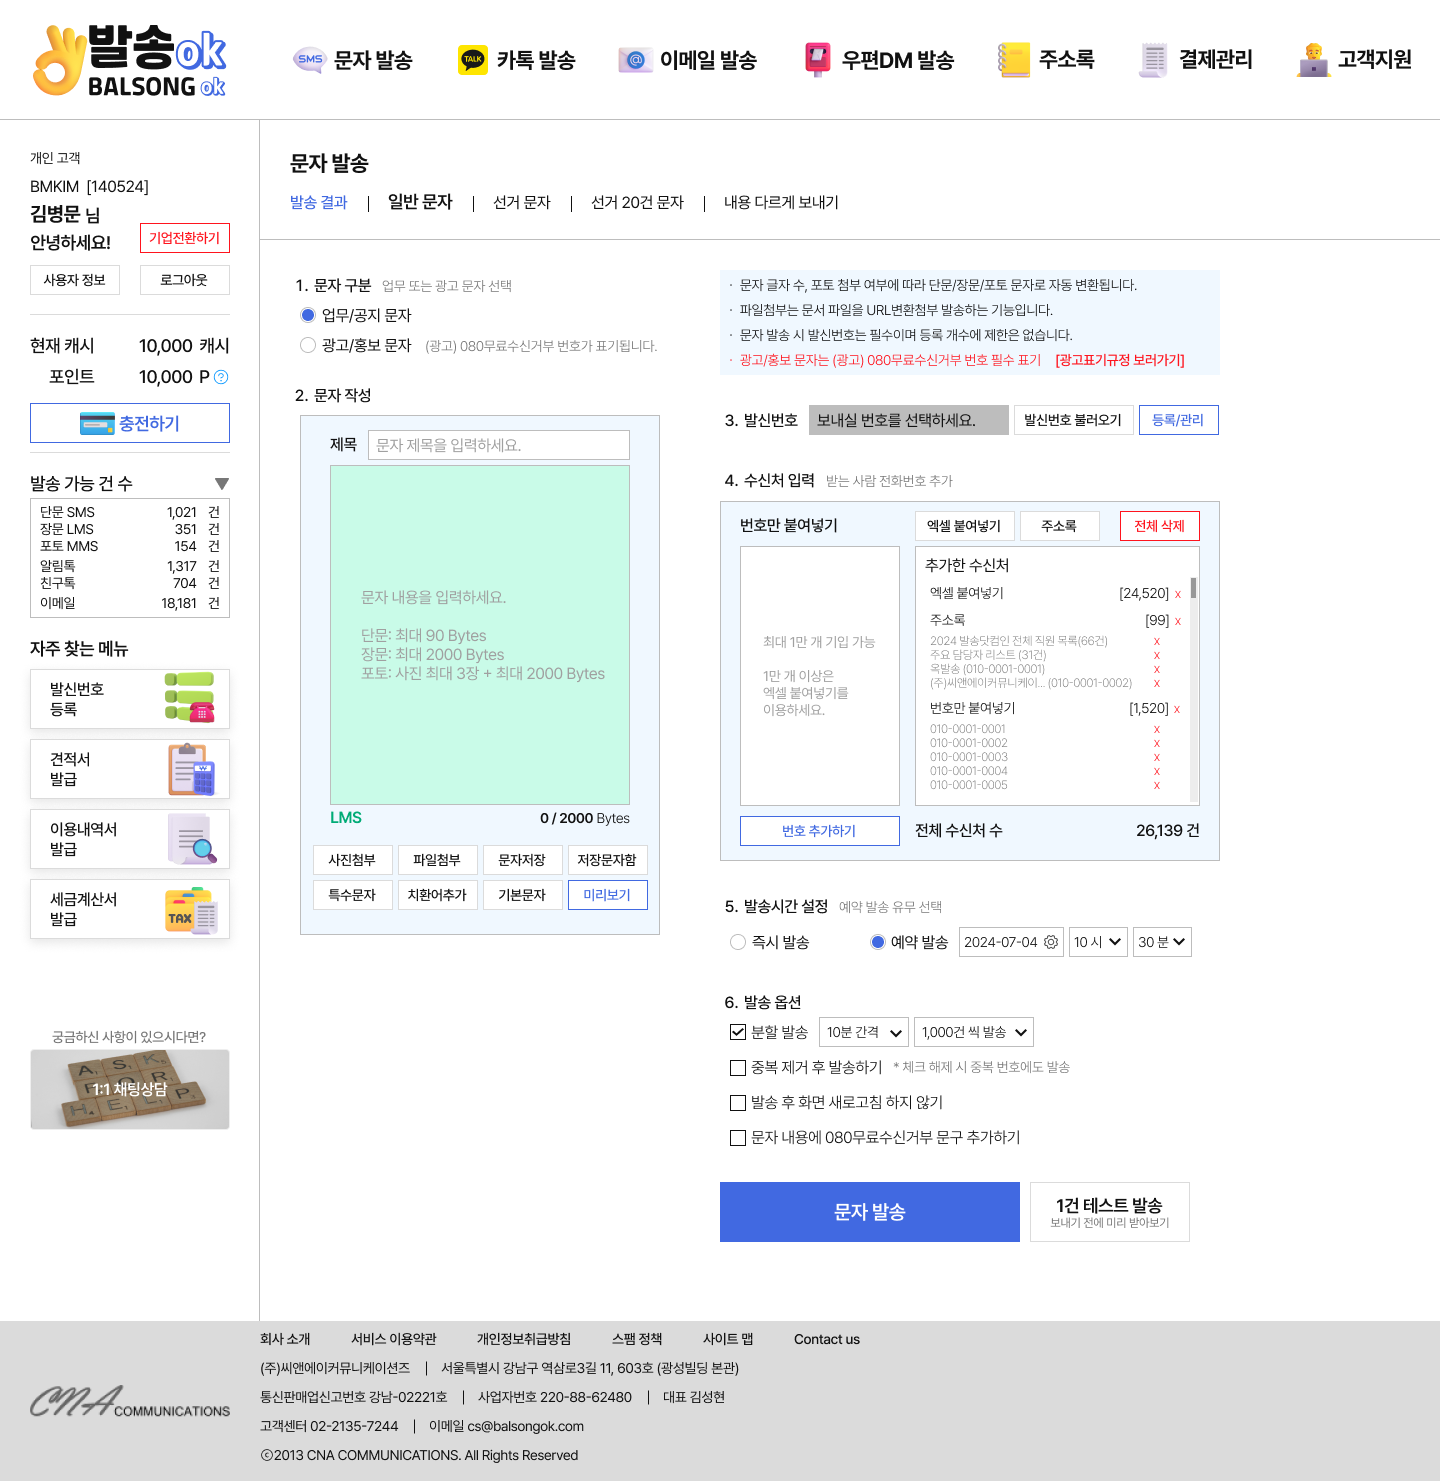 발송ok
BALSONG ok
SMS 문자 발송
TALK 카톡 발송
@ 이메일 발송
우편DM 발송
주소록
결제관리
고객지원
개인 고객
BMKIM [140524]
김병문 님
안녕하세요!
기업전환하기
사용자 정보
로그아웃
현재 캐시 10,000 캐시
포인트 10,000 P ?
충전하기
발송 가능 건 수 ▼
단문 SMS 1,021 건
장문 LMS 351 건
포토 MMS 154 건
알림톡 1,317 건
친구톡 704 건
이메일 18,181 건
자주 찾는 메뉴
발신번호
등록
견적서
발급
₩
이용내역서
발급
세금계산서
발급
TAX
궁금하신 사항이 있으시다면?
ASK
FOR
HELP
1:1 채팅상담
문자 발송
발송 결과 | 일반 문자 | 선거 문자 | 선거 20건 문자 | 내용 다르게 보내기
1. 문자 구분 업무 또는 광고 문자 선택
업무/공지 문자
광고/홍보 문자 (광고) 080무료수신거부 번호가 표기됩니다.
2. 문자 작성
제목 문자 제목을 입력하세요.
문자 내용을 입력하세요.
단문: 최대 90 Bytes
장문: 최대 2000 Bytes
포토: 사진 최대 3장 + 최대 2000 Bytes
LMS 0 / 2000 Bytes
사진첨부 파일첨부 문자저장 저장문자함
특수문자 치환어추가 기본문자 미리보기
· 문자 글자 수, 포토 첨부 여부에 따라 단문/장문/포토 문자로 자동 변환됩니다.
· 파일첨부는 문서 파일을 URL변환첨부 발송하는 기능입니다.
· 문자 발송 시 발신번호는 필수이며 등록 개수에 제한은 없습니다.
· 광고/홍보 문자는 (광고) 080무료수신거부 번호 필수 표기 [광고표기규정 보러가기]
3. 발신번호 보내실 번호를 선택하세요. 발신번호 불러오기 등록/관리
4. 수신처 입력 받는 사람 전화번호 추가
번호만 붙여넣기 엑셀 붙여넣기 주소록 전체 삭제
최대 1만 개 기입 가능
1만 개 이상은
엑셀 붙여넣기를
이용하세요.
추가한 수신처
엑셀 붙여넣기 [24,520] x
주소록 [99] x
2024 발송닷컴인 전체 직원 목록(66건) x
주요 담당자 리스트 (31건) x
옥발송 (010-0001-0001) x
(주)씨앤에이커뮤니케이... (010-0001-0002) x
번호만 붙여넣기 [1,520] x
010-0001-0001 x
010-0001-0002 x
010-0001-0003 x
010-0001-0004 x
010-0001-0005 x
번호 추가하기 전체 수신처 수 26,139 건
5. 발송시간 설정 예약 발송 유무 선택
즉시 발송 예약 발송 2024-07-04 10 시 30 분
6. 발송 옵션
분할 발송 10분 간격 1,000건 씩 발송
중복 제거 후 발송하기 * 체크 해제 시 중복 번호에도 발송
발송 후 화면 새로고침 하지 않기
문자 내용에 080무료수신거부 문구 추가하기
문자 발송
1건 테스트 발송
보내기 전에 미리 받아보기
CNA COMMUNICATIONS
회사 소개 서비스 이용약관 개인정보취급방침 스팸 정책 사이트 맵 Contact us
(주)씨앤에이커뮤니케이션즈 | 서울특별시 강남구 역삼로3길 11, 603호 (광성빌딩 본관)
통신판매업신고번호 강남-02221호 | 사업자번호 220-88-62480 | 대표 김성현
고객센터 02-2135-7244 | 이메일 cs@balsongok.com
ⓒ2013 CNA COMMUNICATIONS. All Rights Reserved